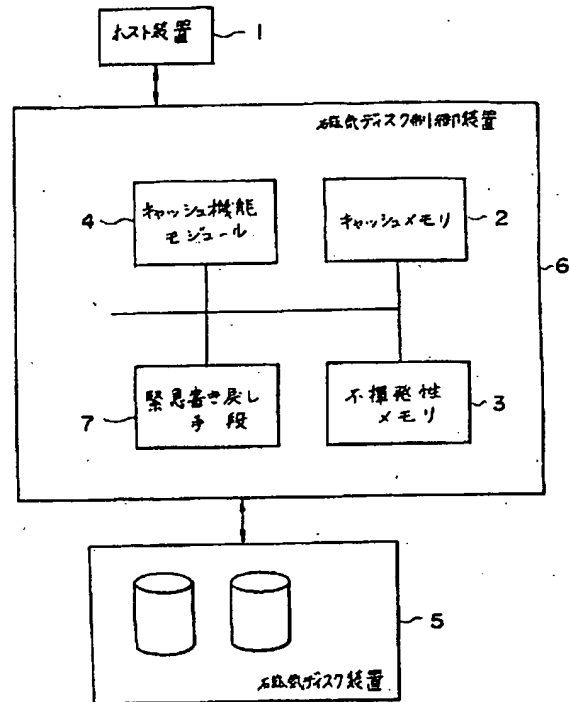 ホスト装置
1
磁気ディスク制御装置
キャッシュ機能
モジュール
4
キャッシュメモリ
2
6
緊急書き戻し
手段
7
不揮発性
メモリ
3
5
磁気ディスク装置